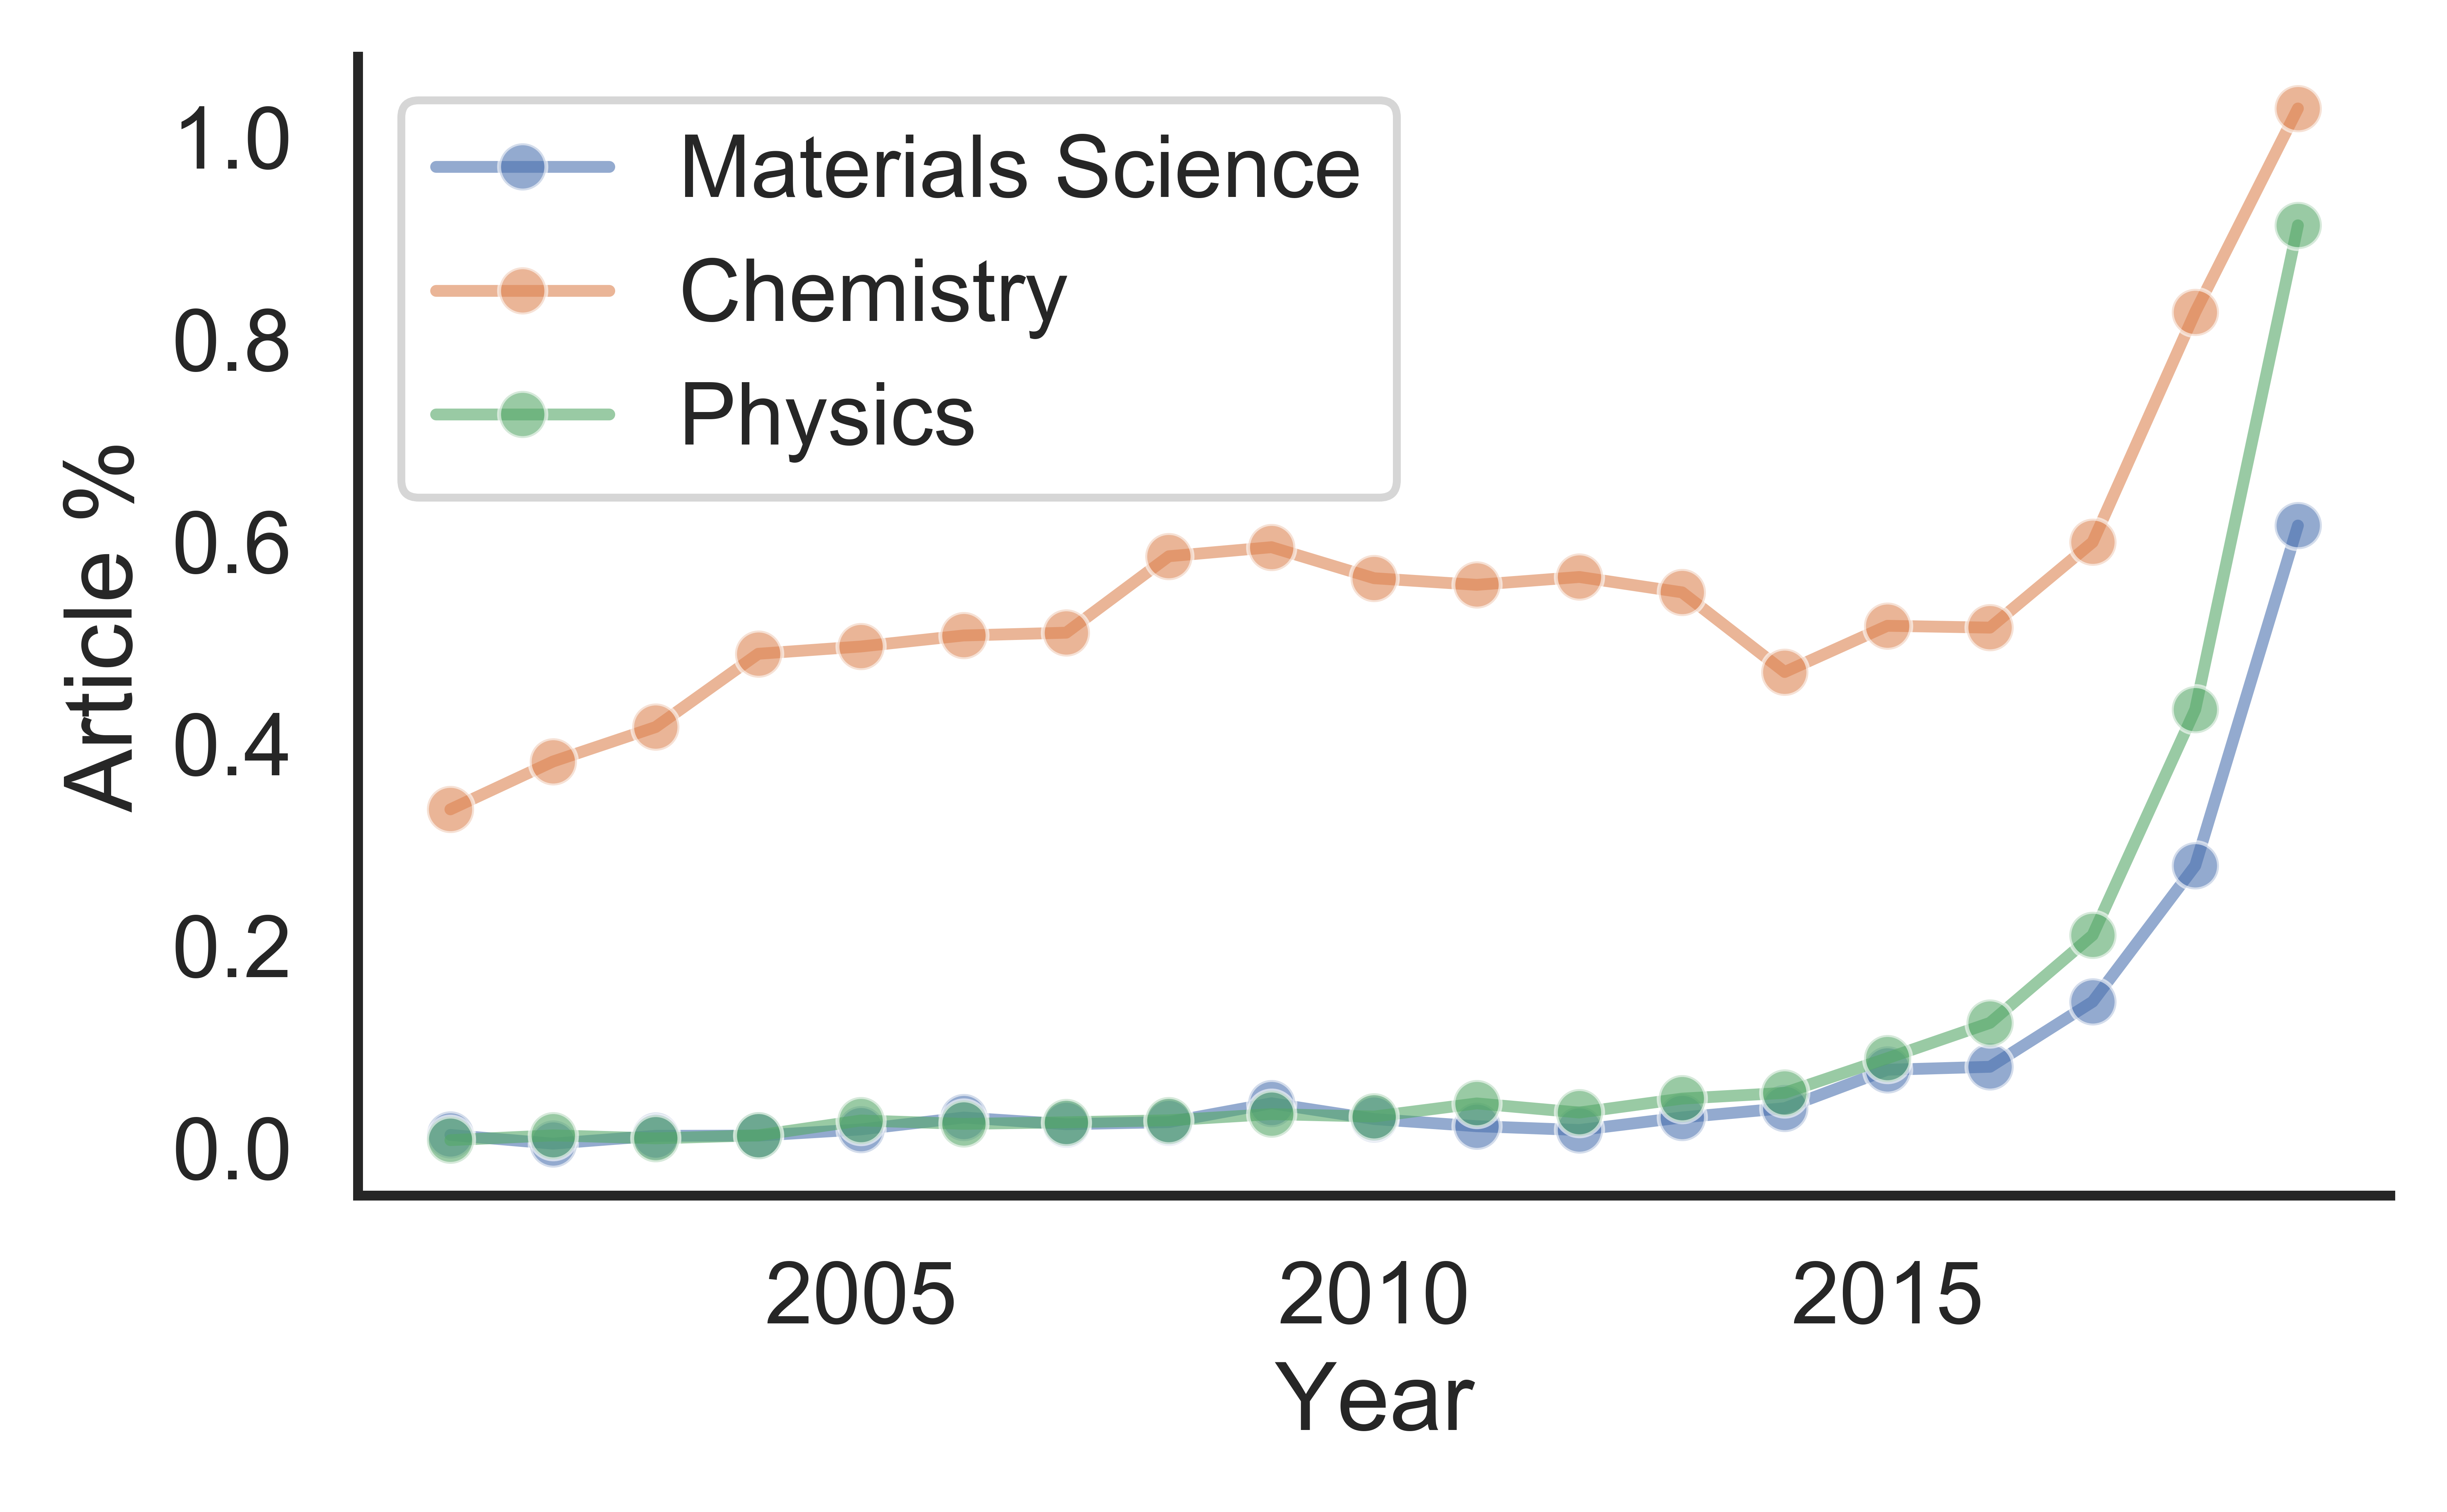 1.0
0.8
0.6
0.4
0.2
0.0
Article %
Materials Science
Chemistry
Physics
2005
2010
2015
Year